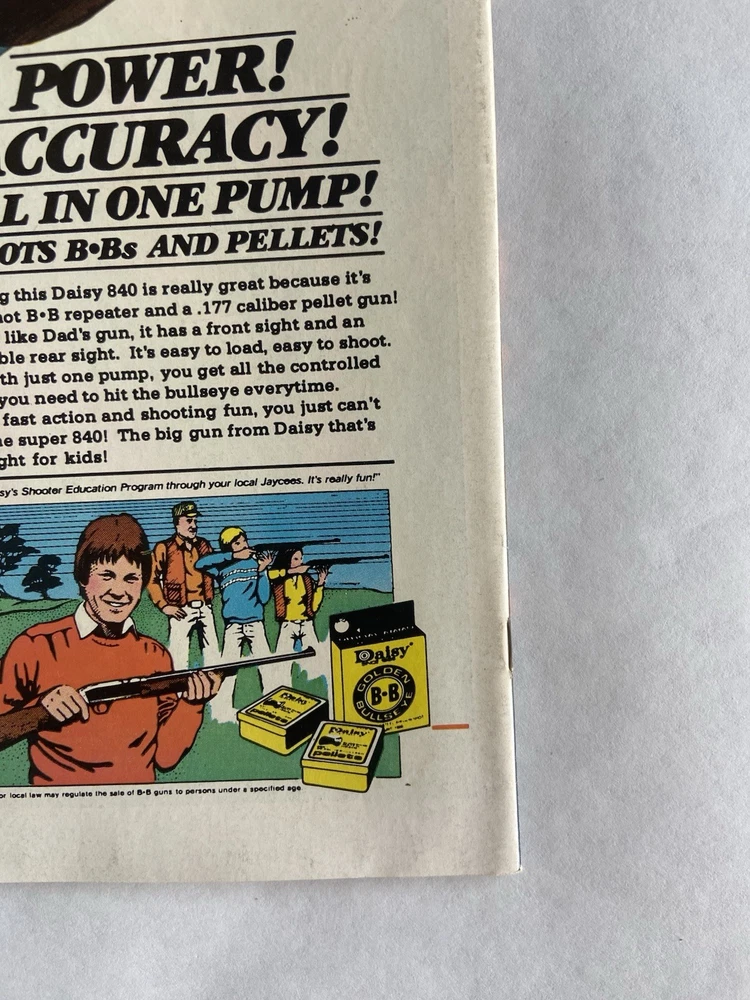 POWER!
ACCURACY!
L IN ONE PUMP!
OTS B•Bs AND PELLETS!
g this Daisy 840 is really great because it's
hot B•B repeater and a .177 caliber pellet gun!
like Dad's gun, it has a front sight and an
ble rear sight. It's easy to load, easy to shoot.
th just one pump, you get all the controlled
you need to hit the bullseye everytime.
fast action and shooting fun, you just can't
he super 840! The big gun from Daisy that's
ght for kids!
sy's Shooter Education Program through your local Jaycees. It's really fun!"
Daisy
GOLDEN
B•B
BULLSEYE
Daisy
pellets
Daisy
pellets
or local law may regulate the sale of B•B guns to persons under a specified age